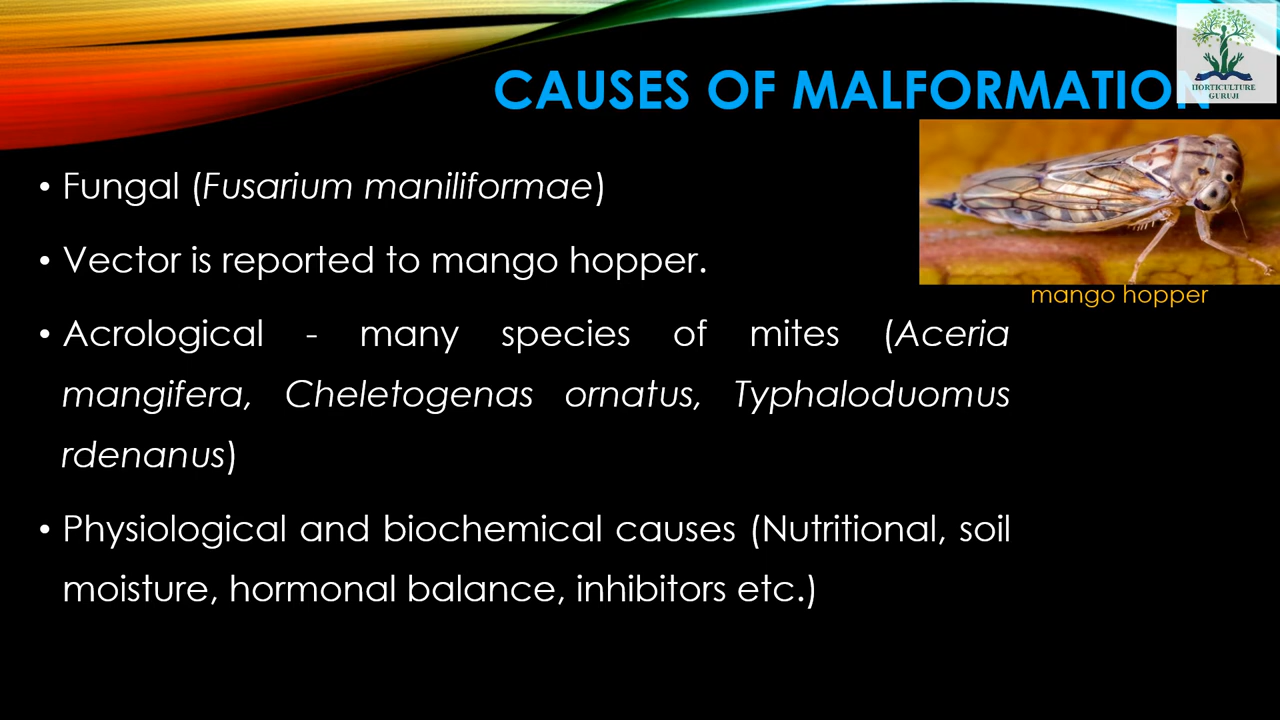 CAUSES OF MALFORMATION
HORTICULTURE
GURUJI
• Fungal (Fusarium maniliformae)
• Vector is reported to mango hopper.
mango hopper
• Acrological - many species of mites (Aceria
mangifera, Cheletogenas ornatus, Typhaloduomus
rdenanus)
• Physiological and biochemical causes (Nutritional, soil
moisture, hormonal balance, inhibitors etc.)